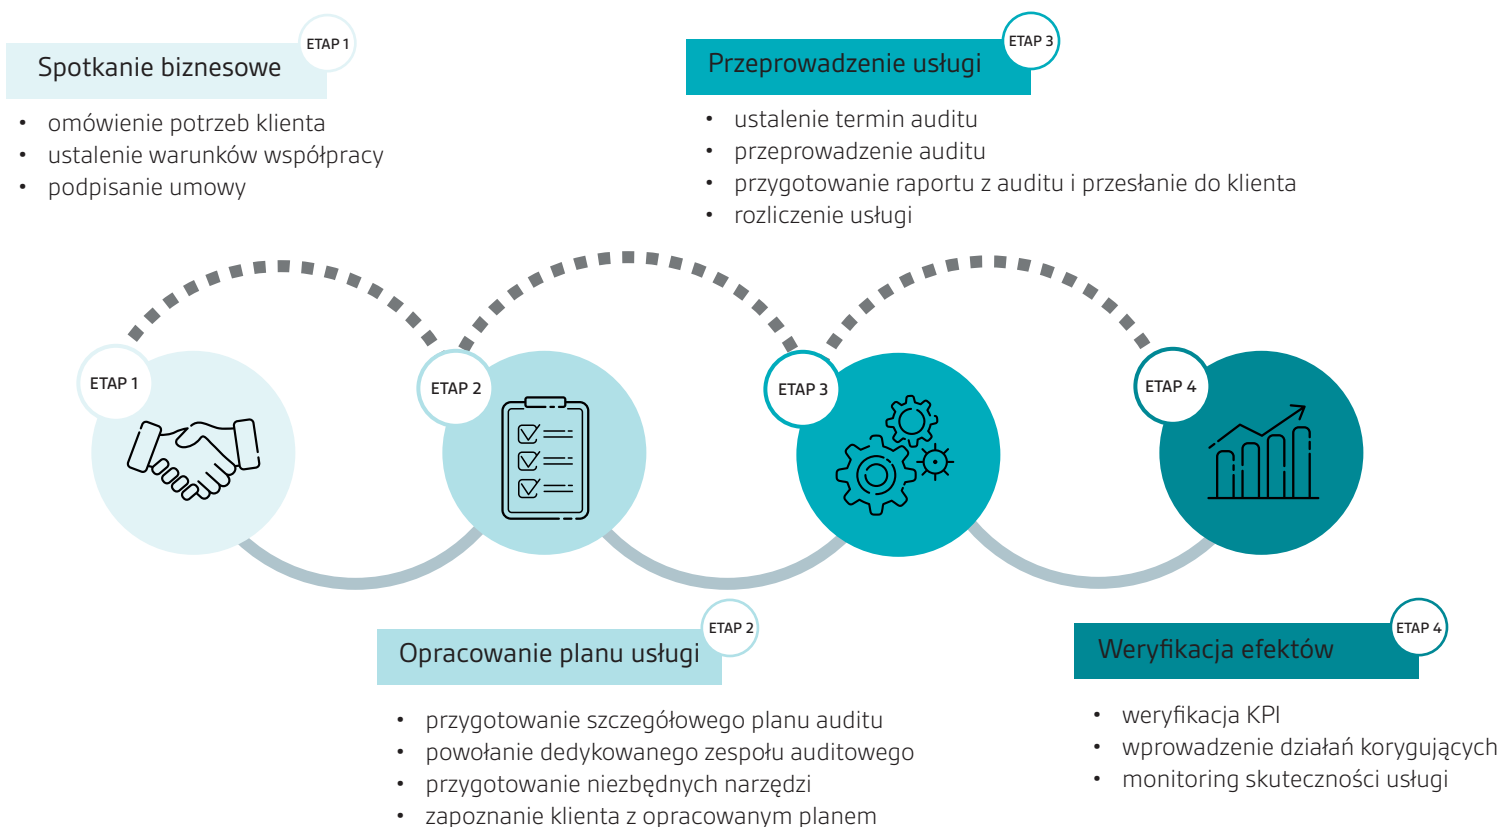 ETAP 1
Spotkanie biznesowe
• omówienie potrzeb klienta
• ustalenie warunków współpracy
• podpisanie umowy
ETAP 3
Przeprowadzenie usługi
• ustalenie termin auditu
• przeprowadzenie auditu
• przygotowanie raportu z auditu i przesłanie do klienta
• rozliczenie usługi
ETAP 1
ETAP 2
ETAP 3
ETAP 4
ETAP 2
Opracowanie planu usługi
• przygotowanie szczegółowego planu auditu
• powołanie dedykowanego zespołu auditowego
• przygotowanie niezbędnych narzędzi
• zapoznanie klienta z opracowanym planem
ETAP 4
Weryfikacja efektów
• weryfikacja KPI
• wprowadzenie działań korygujących
• monitoring skuteczności usługi